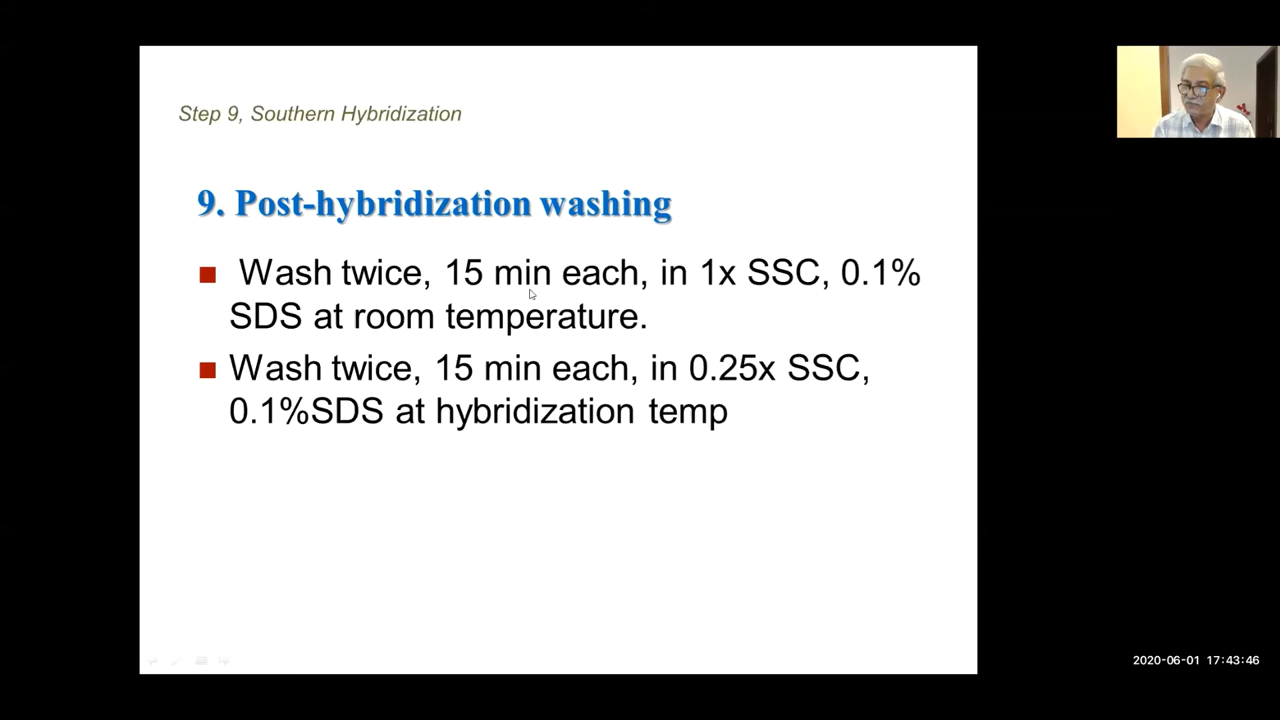 Step 9, Southern Hybridization
9. Post-hybridization washing
Wash twice, 15 min each, in 1x SSC, 0.1%
SDS at room temperature.
Wash twice, 15 min each, in 0.25x SSC,
0.1%SDS at hybridization temp
2020-06-01 17:43:46